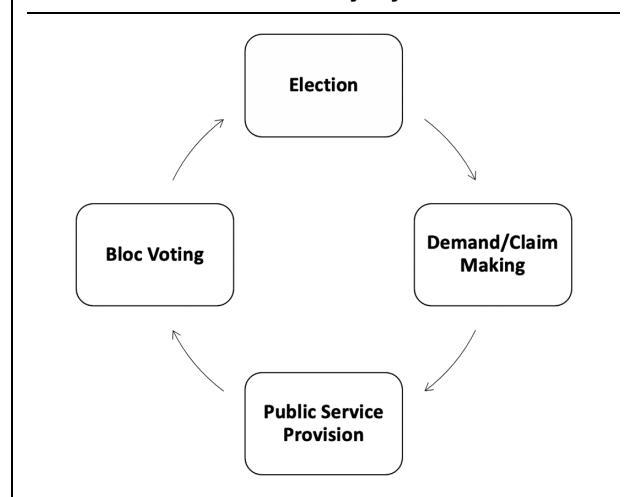 Election
Demand/Claim
Making
Public Service
Provision
Bloc Voting